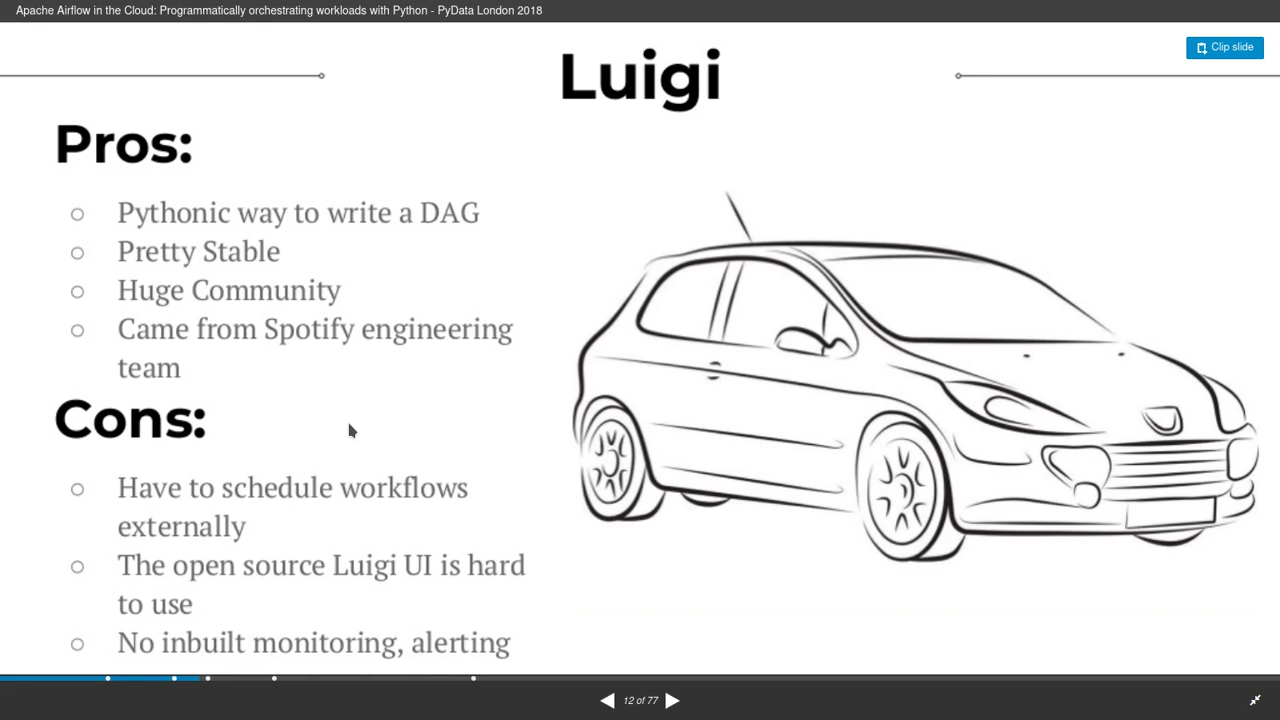 Apache Airflow in the Cloud: Programmatically orchestrating workloads with Python - PyData London 2018
Clip slide
Luigi
Pros:
Pythonic way to write a DAG
Pretty Stable
Huge Community
Came from Spotify engineering
team
Cons:
Have to schedule workflows
externally
The open source Luigi UI is hard
to use
No inbuilt monitoring, alerting
12 of 77